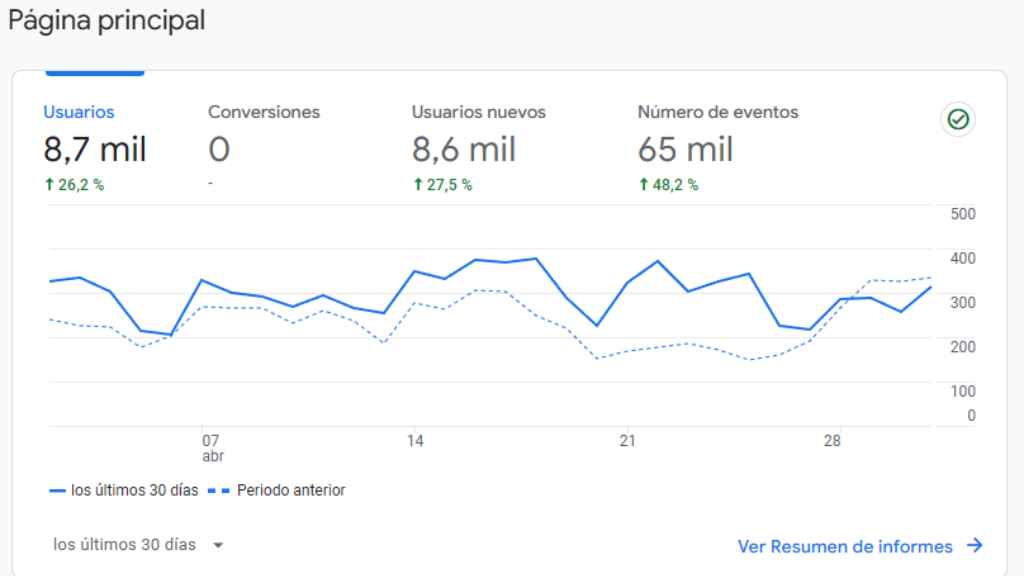 Página principal
Usuarios
8,7 mil
26,2 %
Conversiones
0
-
Usuarios nuevos
8,6 mil
27,5 %
Número de eventos
65 mil
48,2 %
500
400
300
200
100
0
07
abr
14
21
28
los últimos 30 días
Periodo anterior
los últimos 30 días
Ver Resumen de informes